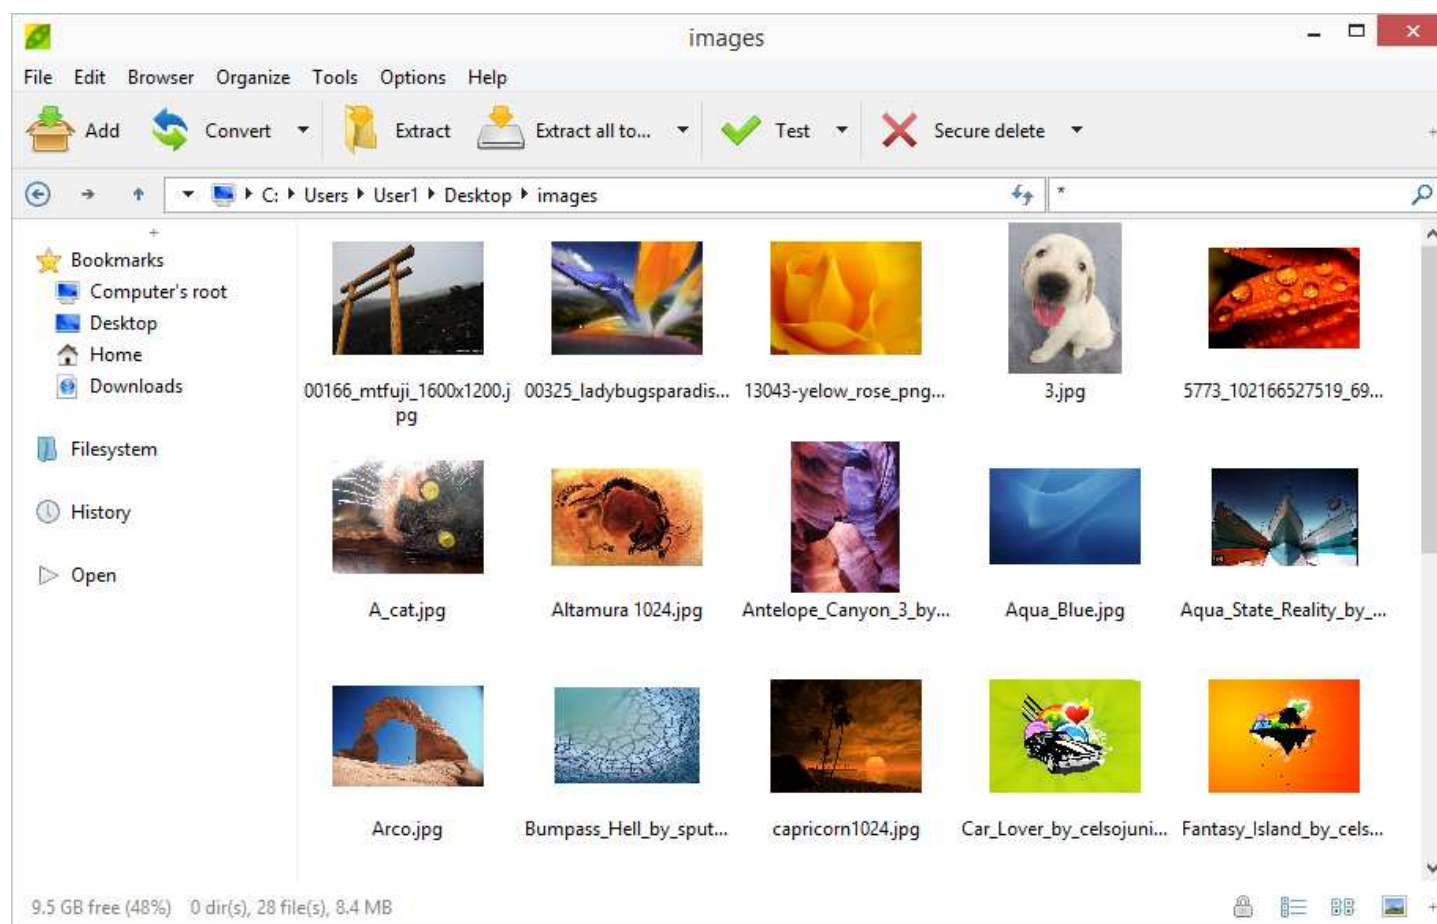 images
File Edit Browser Organize Tools Options Help
Add Convert Extract Extract all to... Test Secure delete
C: Users User1 Desktop images *
Bookmarks
Computer's root
Desktop
Home
Downloads
Filesystem
History
Open
00166_mtfuji_1600x1200.j
pg
00325_ladybugsparadis...
13043-yelow_rose_png...
3.jpg
5773_102166527519_69...
A_cat.jpg
Altamura 1024.jpg
Antelope_Canyon_3_by...
Aqua_Blue.jpg
Aqua_State_Reality_by_...
Arco.jpg
Bumpass_Hell_by_sput...
capricorn1024.jpg
Car_Lover_by_celsojuni...
Fantasy_Island_by_cels...
9.5 GB free (48%) 0 dir(s), 28 file(s), 8.4 MB